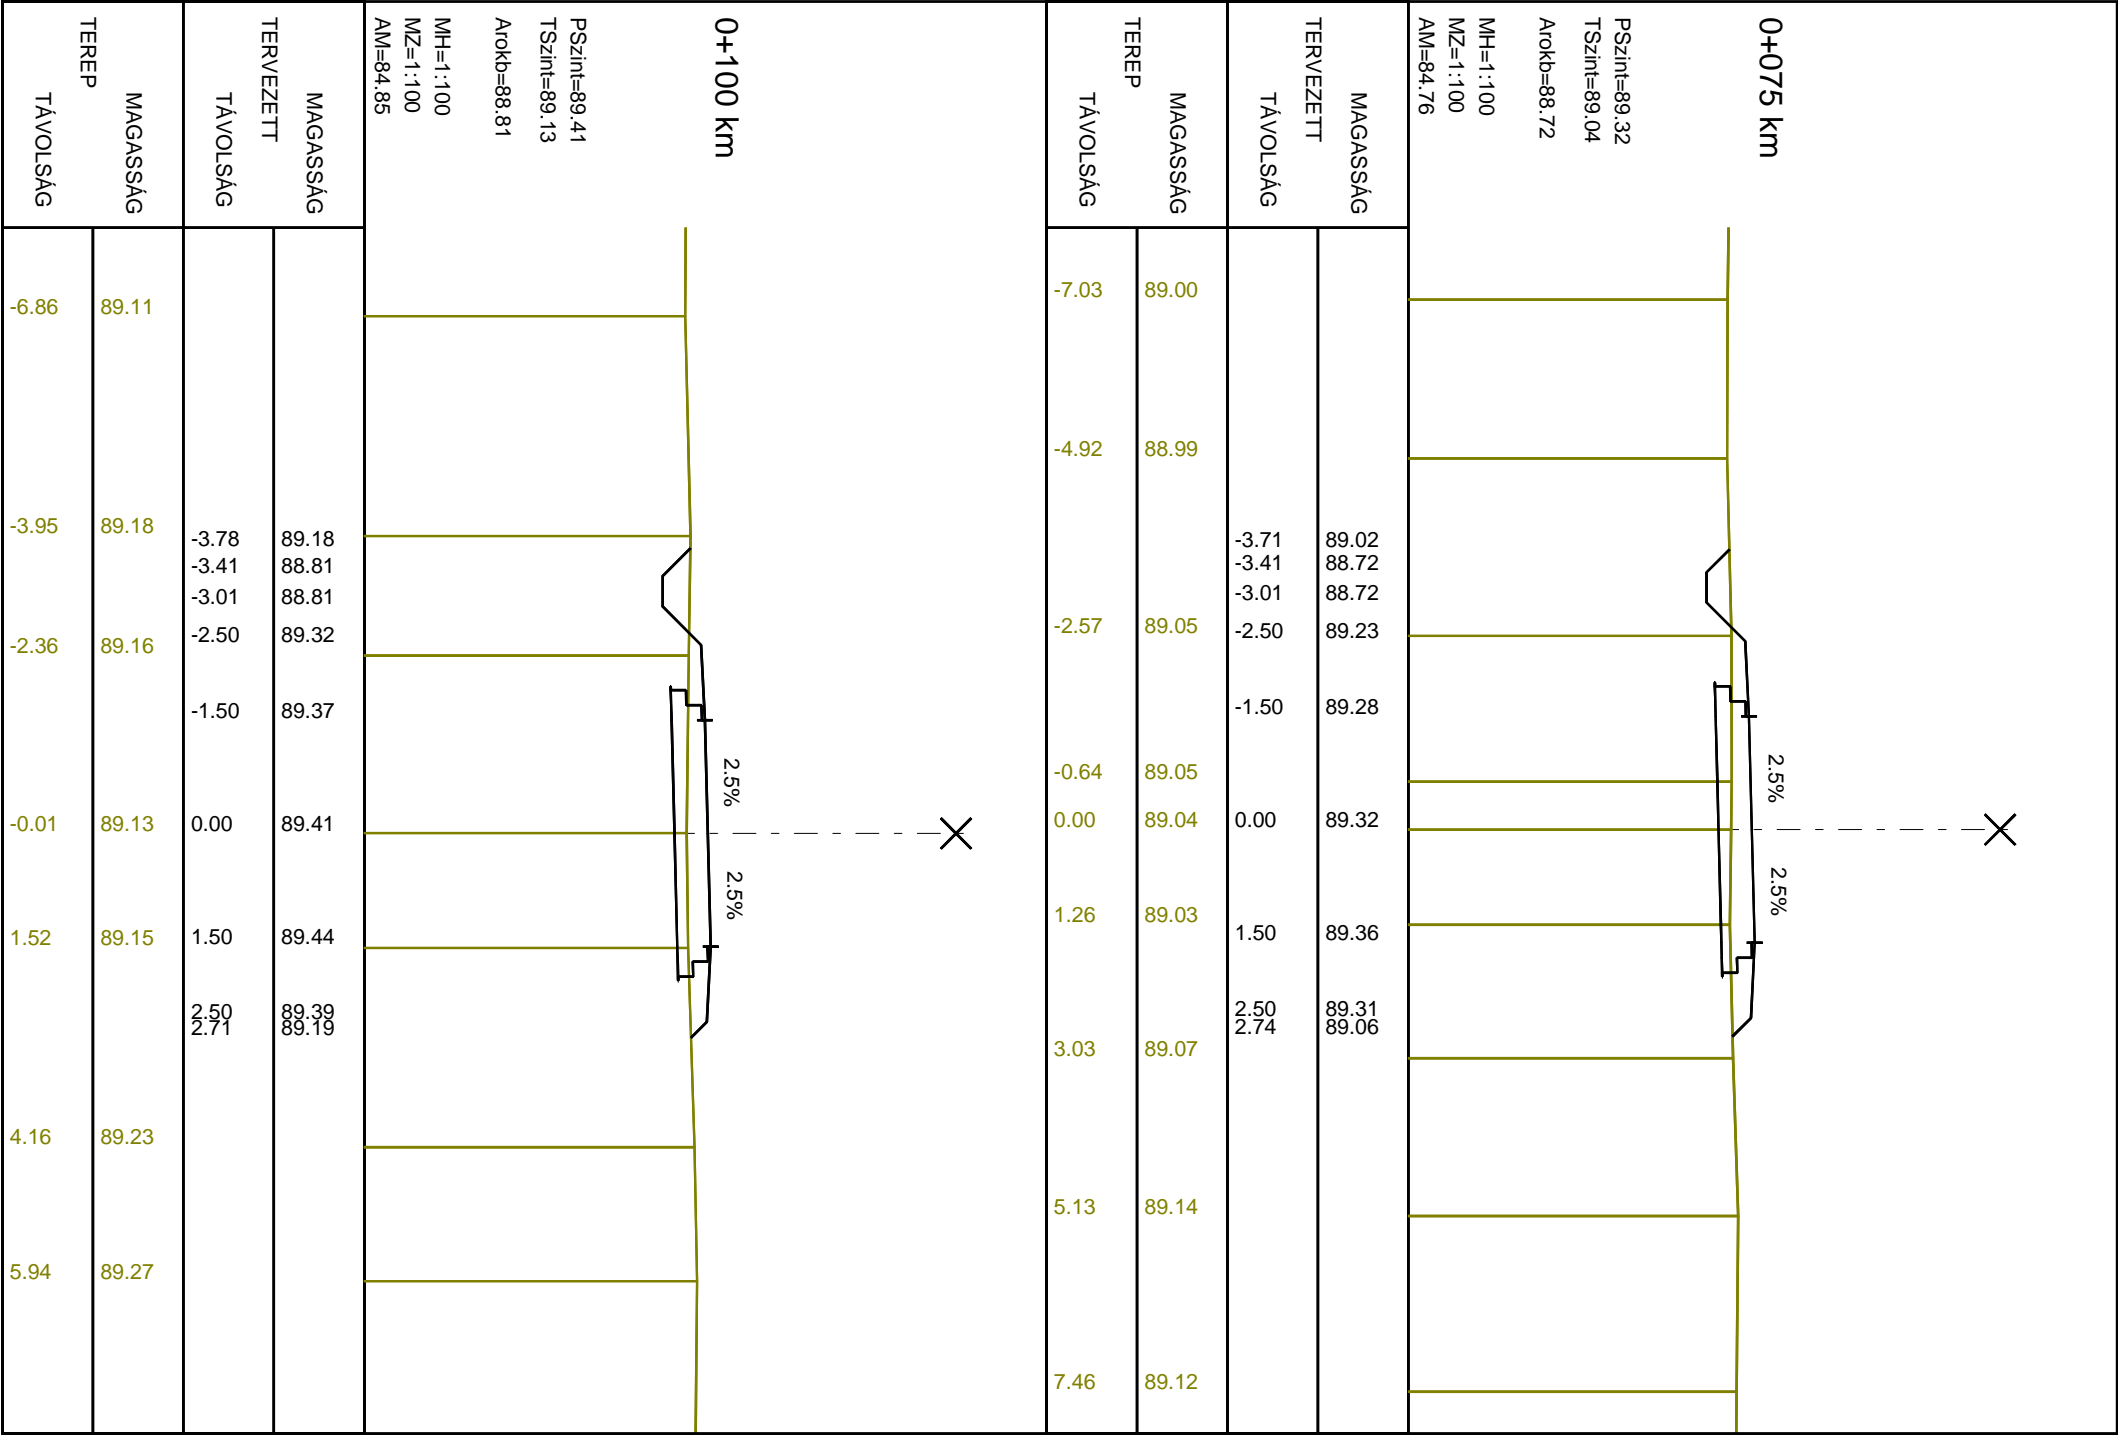 0+075 km
PSzint=89.32
TSzint=89.04
Arokb=88.72
MH=1:100
MZ=1:100
AM=84.76
2.5% 2.5%
TERVEZETT
MAGASSÁG 89.02 88.72 88.72 89.23 89.28 89.32 89.36 89.31 89.06
TÁVOLSÁG -3.71 -3.41 -3.01 -2.50 -1.50 0.00 1.50 2.50 2.74
TEREP
MAGASSÁG 89.00 88.99 89.05 89.05 89.04 89.03 89.07 89.14 89.12
TÁVOLSÁG -7.03 -4.92 -2.57 -0.64 0.00 1.26 3.03 5.13 7.46
0+100 km
PSzint=89.41
TSzint=89.13
Arokb=88.81
MH=1:100
MZ=1:100
AM=84.85
2.5% 2.5%
TERVEZETT
MAGASSÁG 89.18 88.81 88.81 89.32 89.37 89.41 89.44 89.39 89.19
TÁVOLSÁG -3.78 -3.41 -3.01 -2.50 -1.50 0.00 1.50 2.50 2.71
TEREP
MAGASSÁG 89.11 89.18 89.16 89.13 89.15 89.23 89.27
TÁVOLSÁG -6.86 -3.95 -2.36 -0.01 1.52 4.16 5.94